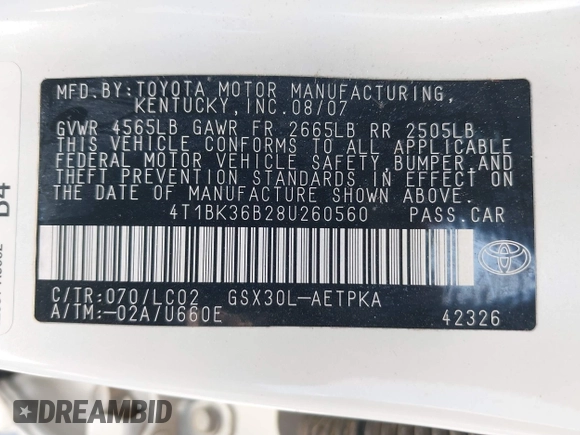 MFD. BY: TOYOTA MOTOR MANUFACTURING,
KENTUCKY, INC. 08/07
GVWR 4565LB GAWR FR 2665LB RR 2505LB
THIS VEHICLE CONFORMS TO ALL APPLICABLE
FEDERAL MOTOR VEHICLE SAFETY, BUMPER AND
THEFT PREVENTION STANDARDS IN EFFECT ON
THE DATE OF MANUFACTURE SHOWN ABOVE.
4T1BK36B28U260560 PASS. CAR
TOYOTA
C/TR: 070/LC02 GSX30L-AETPKA
A/TM: -02A/U660E 42326
B4
DREAMBID